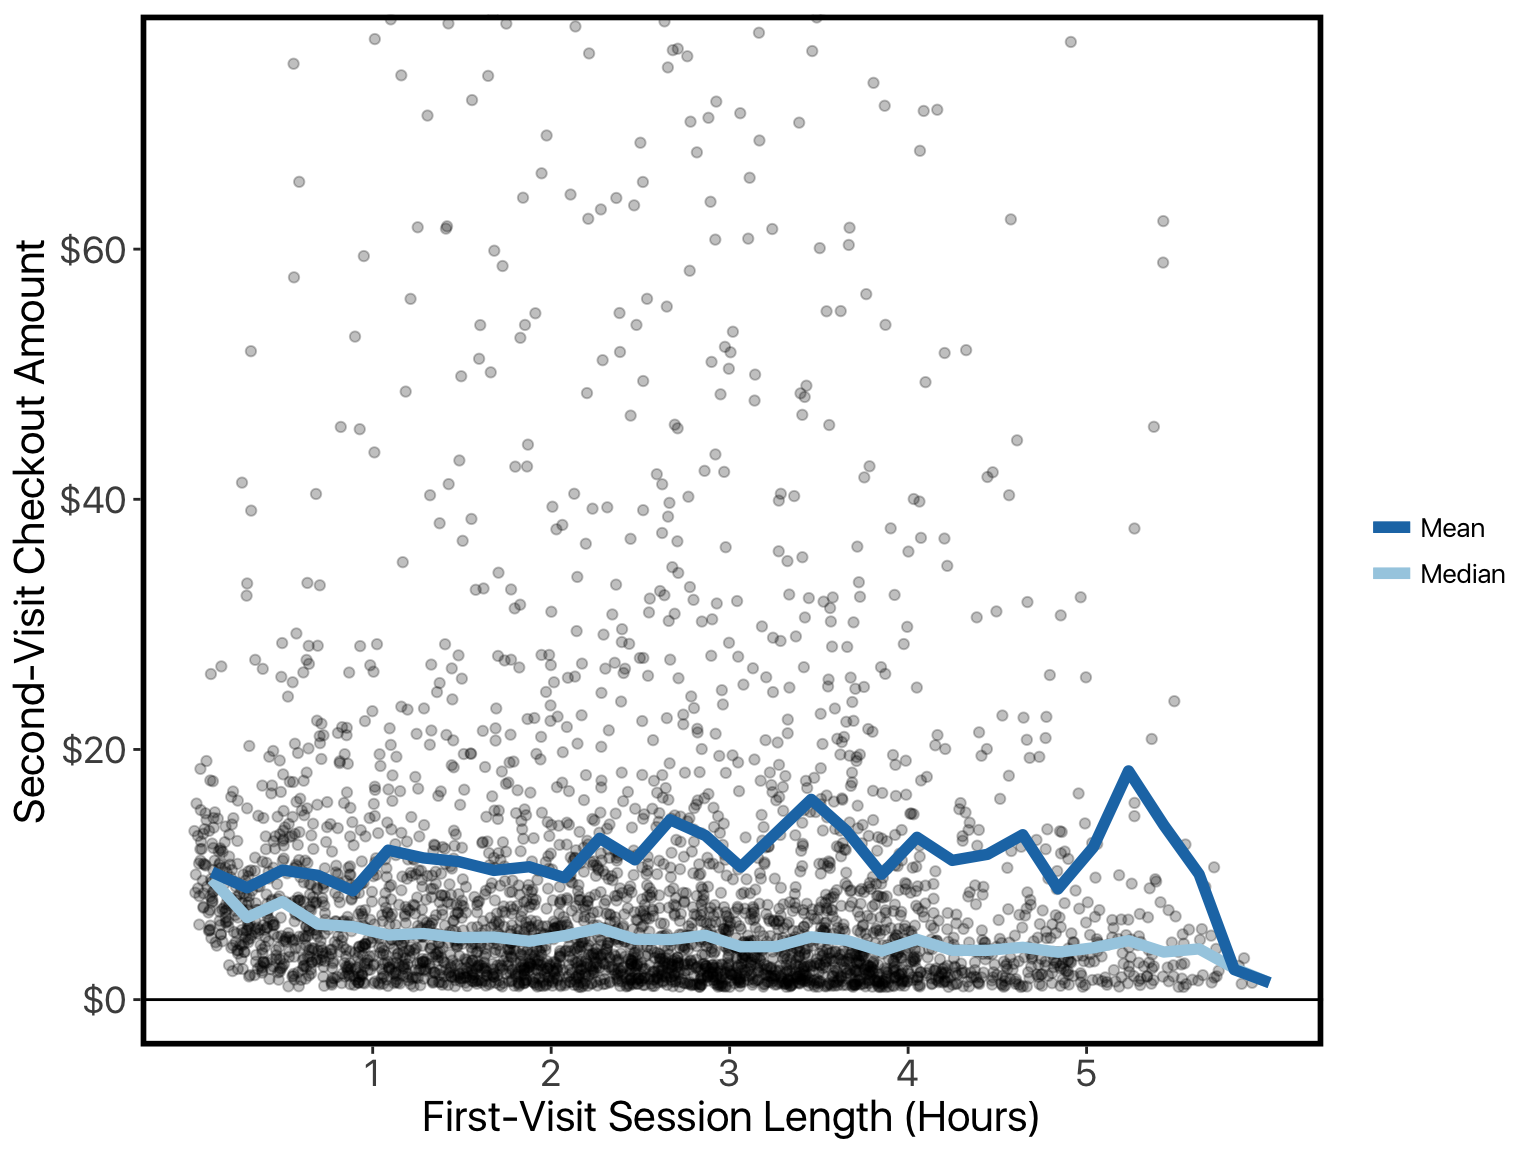 Second-Visit Checkout Amount
$60
$40
$20
$0
1 2 3 4 5
First-Visit Session Length (Hours)
Mean
Median